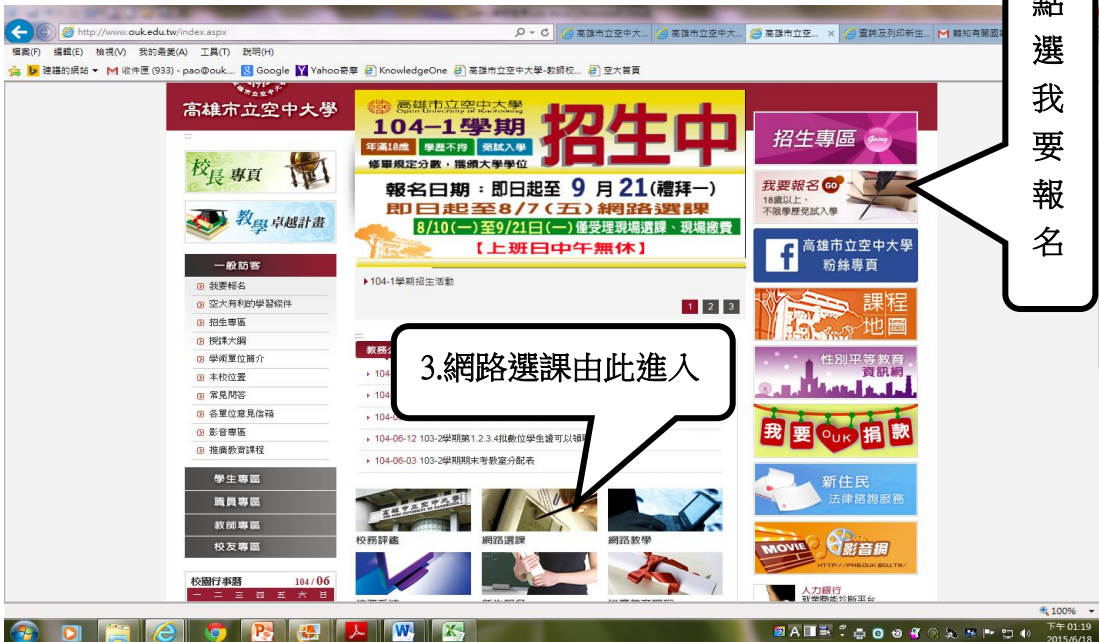 http://www.ouk.edu.tw/index.aspx
高雄市立空中大...
高雄市立空中大...
高雄市立空...
查詢及列印新生...
檔案(F) 編輯(E) 檢視(V) 我的最愛(A) 工具(T) 說明(H)
建議的網站
收件匣 (933) - pao@ouk...
Google
Yahoo奇摩
KnowledgeOne
高雄市立空中大學-教師校...
空大首頁
點選我要報名
高雄市立空中大學
校長 專頁
教學 卓越計畫
一般訪客
我要報名
空大有利的學習條件
招生專區
授課大綱
學術單位簡介
本校位置
常見問答
各單位意見信箱
影音專區
推廣教育課程
學生專區
職員專區
教師專區
校友專區
校園行事曆 104 / 06
一 二 三 四 五 六 日
高雄市立空中大學
Open University of Kaohsiung
104-1學期
招生中
年滿18歲 學歷不拘 免試入學
修畢規定分數，獲頒大學學位
報名日期：即日起至 9 月 21(禮拜一)
即日起至8/7(五)網路選課
8/10(一)至9/21日(一)僅受理現場選課、現場繳費
【上班日中午無休】
104-1學期招生活動
1 2 3
3.網路選課由此進入
104-06-12 103-2學期第1.2.3.4批數位學生證可以領
104-06-03 103-2學期期末考教室分配表
校務評鑑
網路選課
網路教學
招生專區 Going
我要報名 GO
18歲以上，
不限學歷免試入學
高雄市立空中大學
粉絲專頁
課程
地圖
性別平等教育
資訊網
我要OUK捐款
新住民
法律諮詢服務
MOVIE 影音網
HTTP://PMS.OUK.EDU.TW/
人力銀行
100%
下午 01:19
2015/6/18